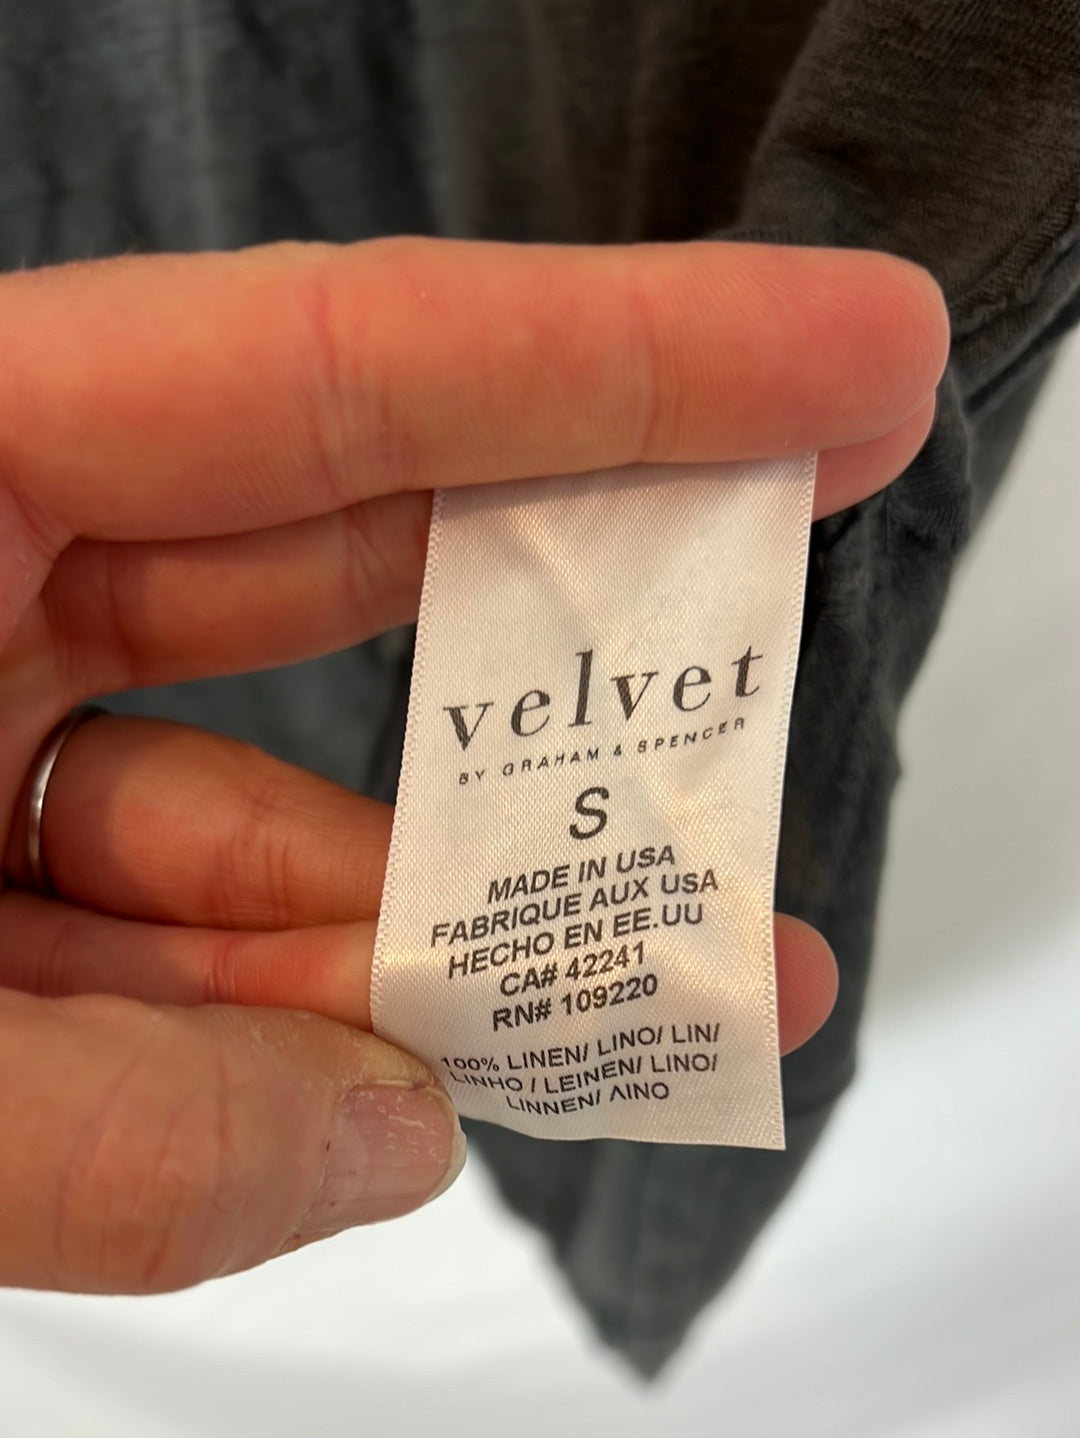 velvet
BY GRAHAM & SPENCER
S
MADE IN USA
FABRIQUE AUX USA
HECHO EN EE.UU
CA# 42241
RN# 109220
100% LINEN/ LINO/ LIN/
LINHO / LEINEN/ LINO/
LINNEN/ ΛΙΝΟ